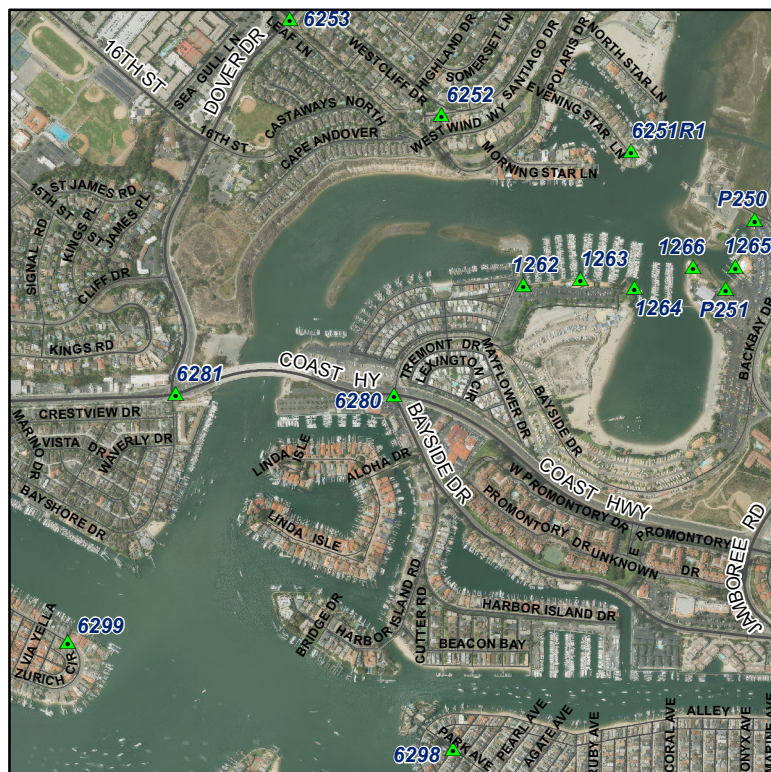 6253
16TH ST
SEA GULL LN
DOVER DR
LEAF LN
WESTCLIFF DR
HIGHLAND DR
SOMERSET LN
SANTIAGO DR
POLARIS DR
NORTH STAR LN
6252
EVENING STAR LN
6251R1
CASTAWAYS NORTH
16TH ST
CAPE ANDOVER
WEST WIND WY
MORNING STAR LN
ST JAMES RD
15TH ST
ST
KINGS PL
JAMES PL
SIGNAL RD
CLIFF DR
KINGS RD
P250
1262
1263
1264
1266
1265
P251
BACKBAY DR
TREMONT DR
LEXINGTON CIR
MAYFLOWER DR
BAYSIDE DR
6281
COAST HY
6280
CRESTVIEW DR
MARINO DR
VISTA DR
WAVERLY DR
BAYSHORE DR
LINDA ISLE
ALOHA DR
LINDA ISLE
BAYSIDE DR
COAST HWY
W PROMONTORY DR
PROMONTORY DR
UNKNOWN
E PROMONTORY
DR
JAMBOREE RD
BRIDGE DR
HARBOR ISLAND RD
CUTTER RD
HARBOR ISLAND DR
BEACON BAY
VIA YELLA
6299
ZURICH CIR
6298
PARK AVE
PEARL AVE
AGATE AVE
UBY AVE
CORAL AVE
ALLEY
ONYX AVE
MARINE AVE